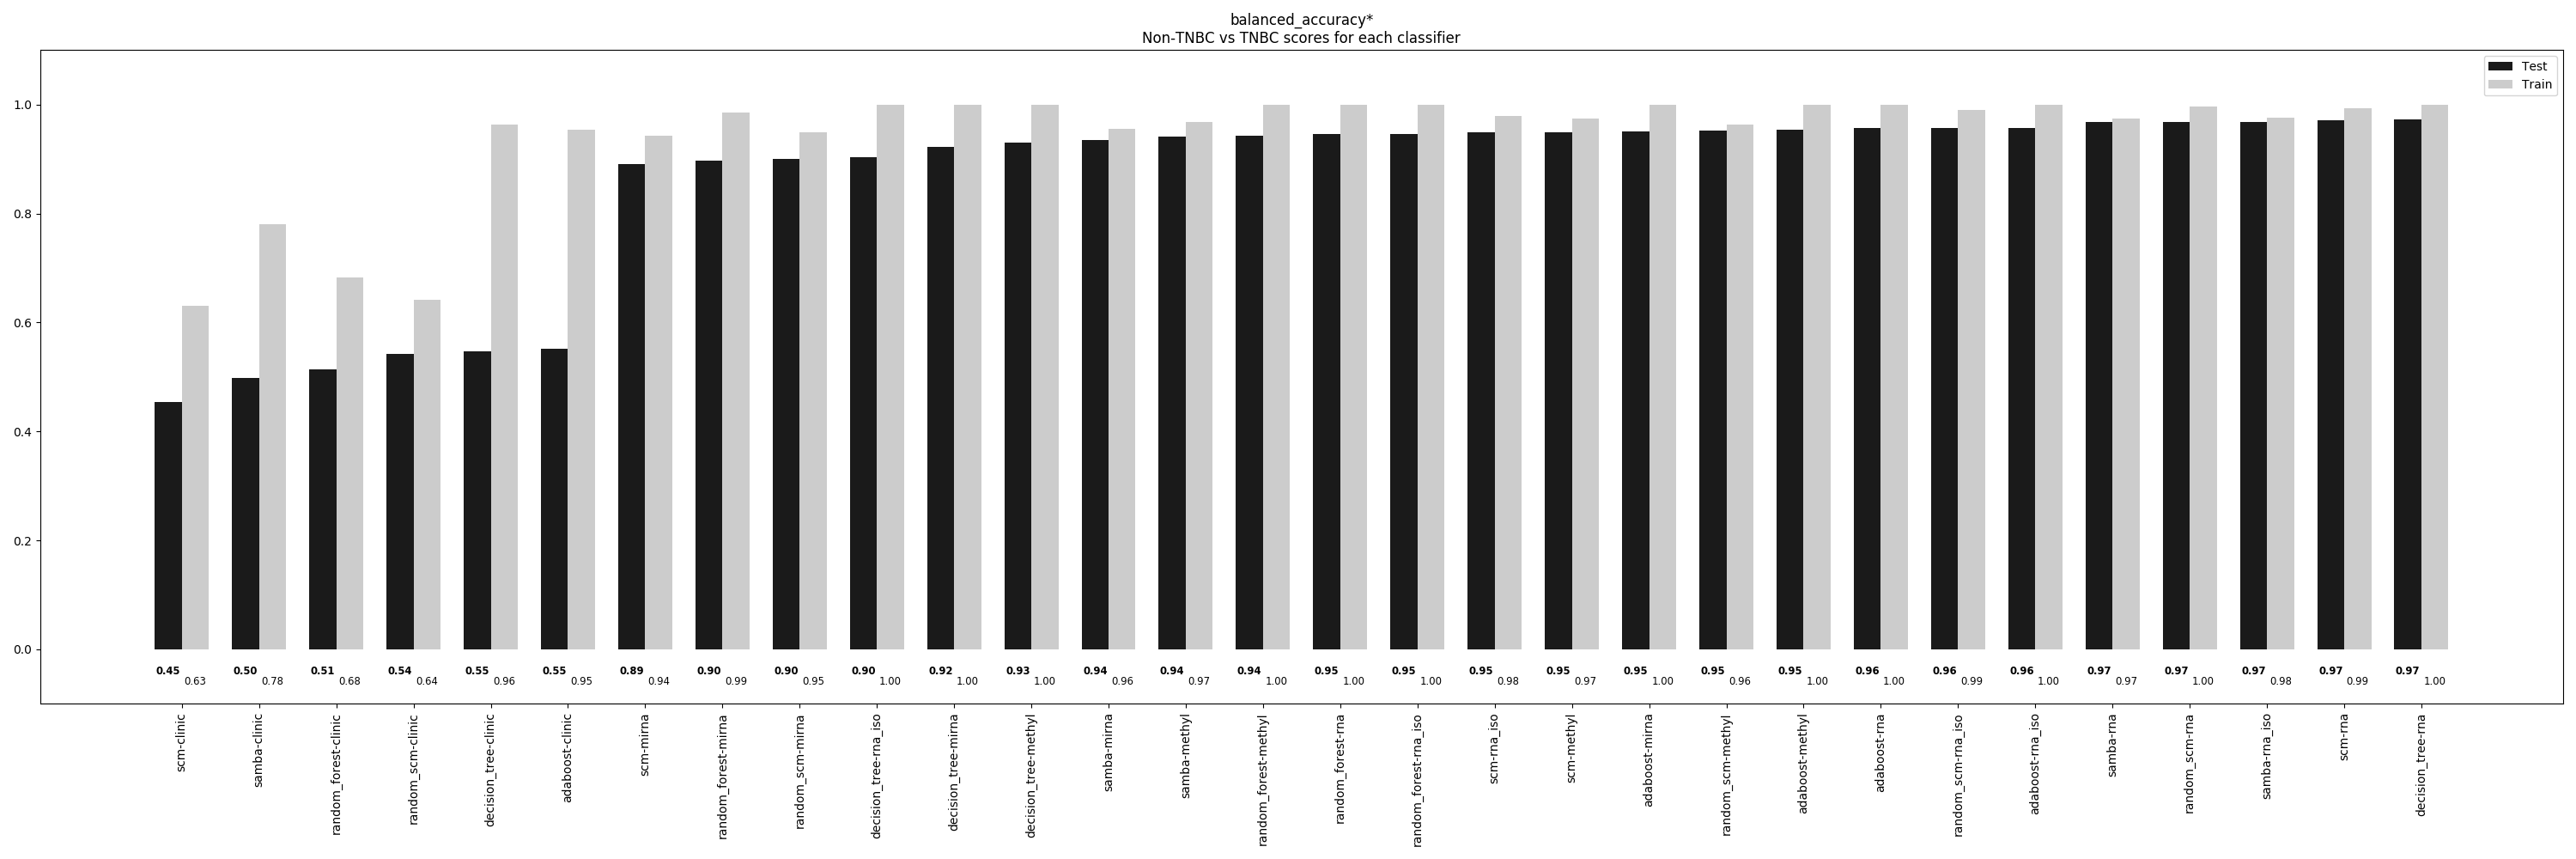 balanced_accuracy*
Non-TNBC vs TNBC scores for each classifier
Test
Train
1.0
0.8
0.6
0.4
0.2
0.0
0.45 0.50 0.51 0.54 0.55 0.55 0.89 0.90 0.90 0.90 0.92 0.93 0.94 0.94 0.94 0.95 0.95 0.95 0.95 0.95 0.95 0.95 0.96 0.96 0.96 0.97 0.97 0.97 0.97 0.97
0.63 0.78 0.68 0.64 0.96 0.95 0.94 0.99 0.95 1.00 1.00 1.00 0.96 0.97 1.00 1.00 1.00 0.98 0.97 1.00 0.96 1.00 1.00 0.99 1.00 0.97 1.00 0.98 0.99 1.00
scm-clinic
samba-clinic
random_forest-clinic
random_scm-clinic
decision_tree-clinic
adaboost-clinic
scm-mirna
random_forest-mirna
random_scm-mirna
decision_tree-rna_iso
decision_tree-mirna
decision_tree-methyl
samba-mirna
samba-methyl
random_forest-methyl
random_forest-rna
random_forest-rna_iso
scm-rna_iso
scm-methyl
adaboost-mirna
random_scm-methyl
adaboost-methyl
adaboost-rna
random_scm-rna_iso
adaboost-rna_iso
samba-rna
random_scm-rna
samba-rna_iso
scm-rna
decision_tree-rna